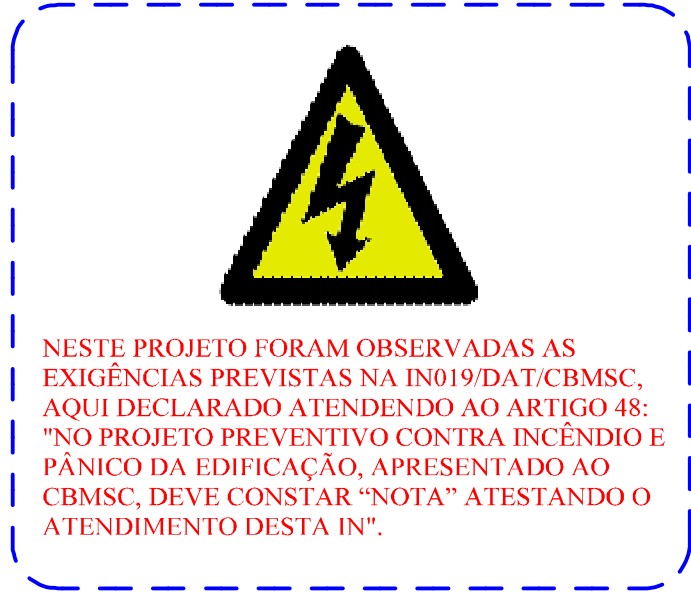 NESTE PROJETO FORAM OBSERVADAS AS
EXIGÊNCIAS PREVISTAS NA IN019/DAT/CBMSC,
AQUI DECLARADO ATENDENDO AO ARTIGO 48:
"NO PROJETO PREVENTIVO CONTRA INCÊNDIO E
PÂNICO DA EDIFICAÇÃO, APRESENTADO AO
CBMSC, DEVE CONSTAR “NOTA” ATESTANDO O
ATENDIMENTO DESTA IN".